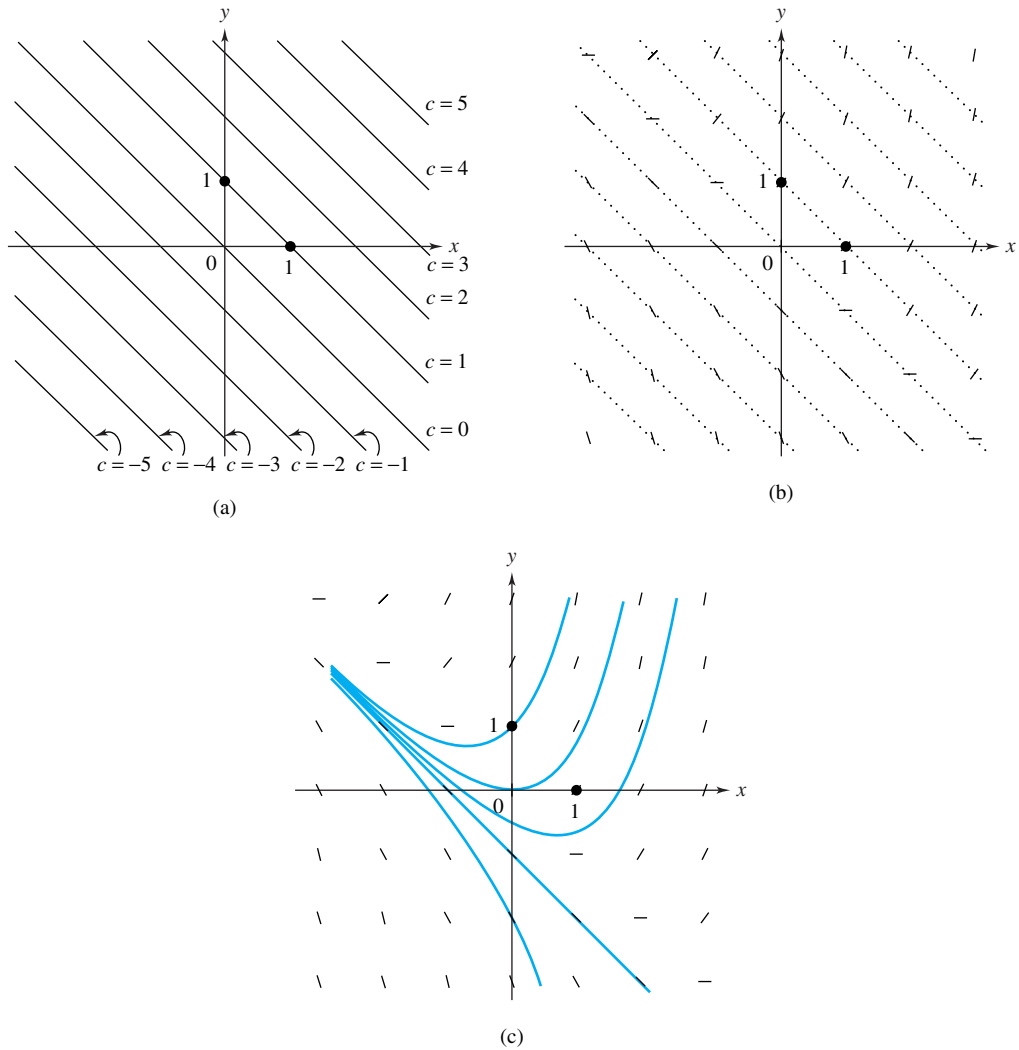 y
c = 5
c = 4
1
x
0
1
c = 3
c = 2
c = 1
c = 0
c = −5 c = −4 c = −3 c = −2 c = −1
(a)
y
1
x
0
1
(b)
y
1
x
0
1
(c)